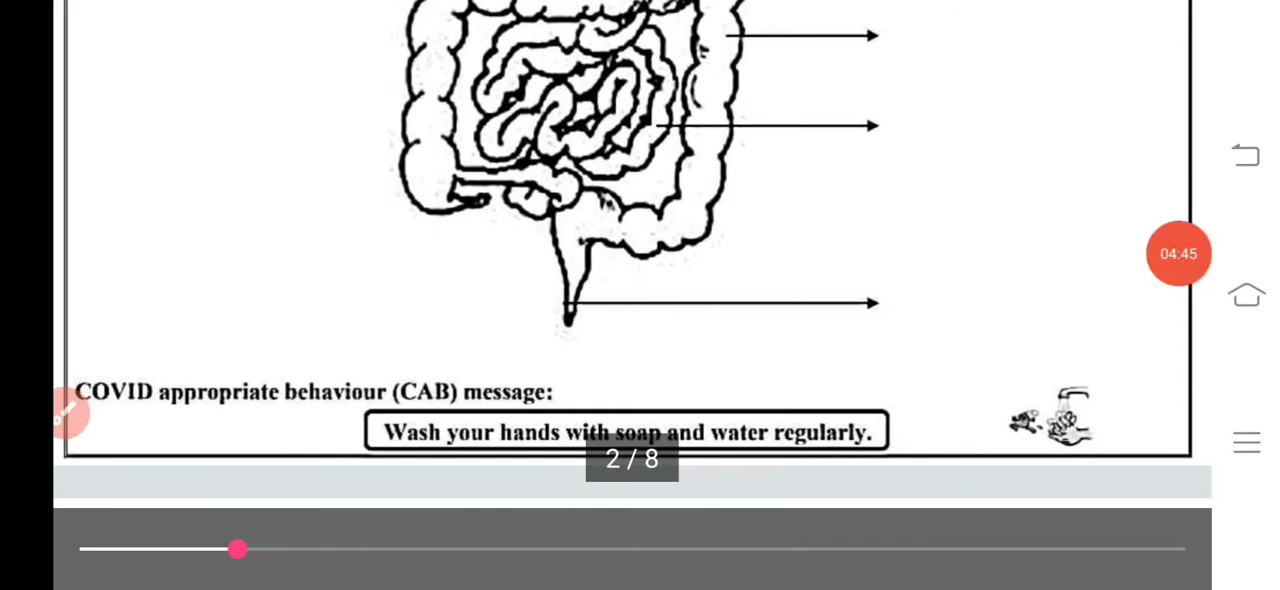 04:45
COVID appropriate behaviour (CAB) message:
Wash your hands with soap and water regularly.
2 / 8